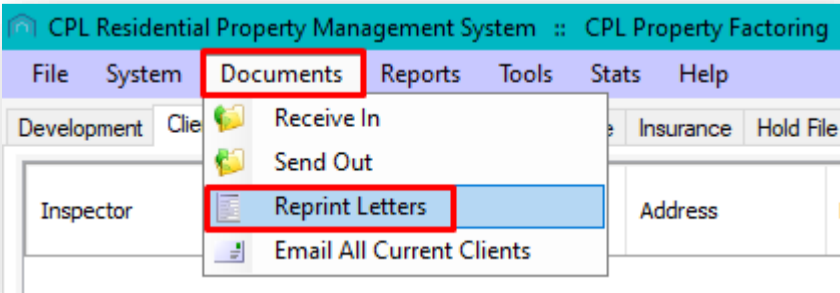 CPL Residential Property Management System :: CPL Property Factoring
File System Documents Reports Tools Stats Help
Development Insurance Hold File
Receive In
Send Out
Inspector Reprint Letters Address
Email All Current Clients